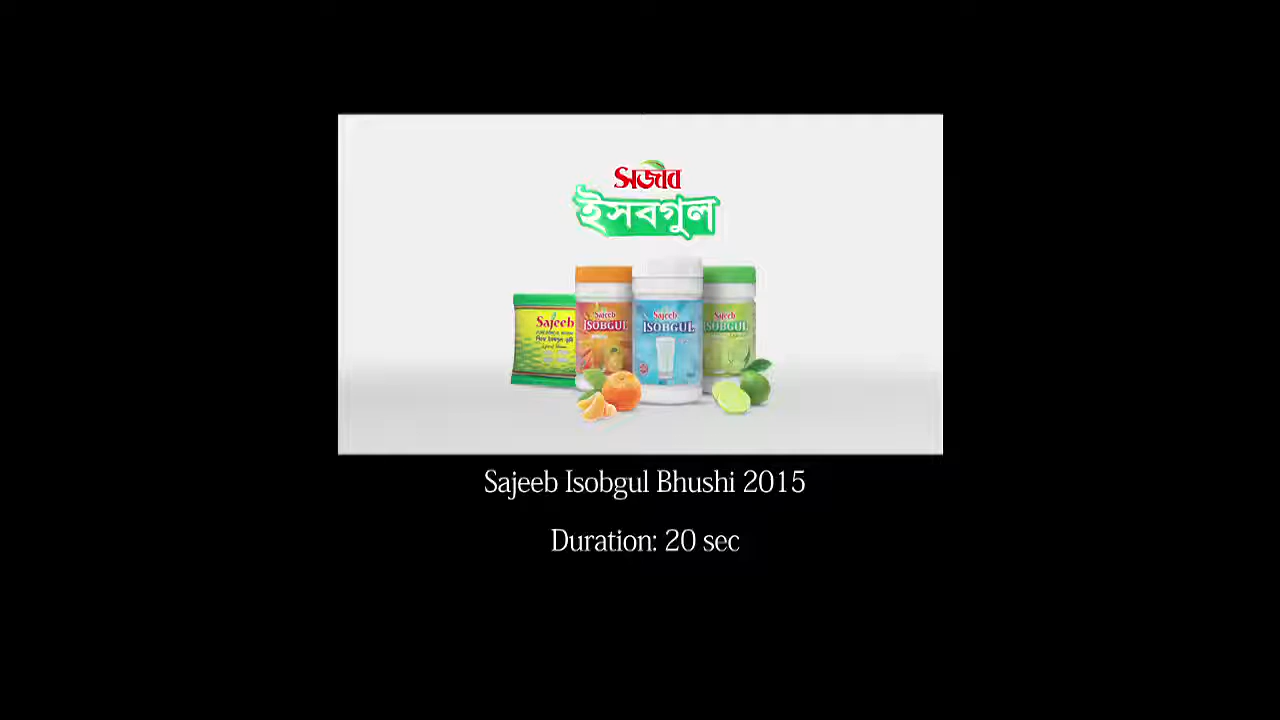 সজীব
ইসবগুল
Sajeeb
Sajeeb
ISOBGUL
Sajeeb
ISOBGUL
Sajeeb
ISOBGUL
Sajeeb Isobgul Bhushi 2015
Duration: 20 sec